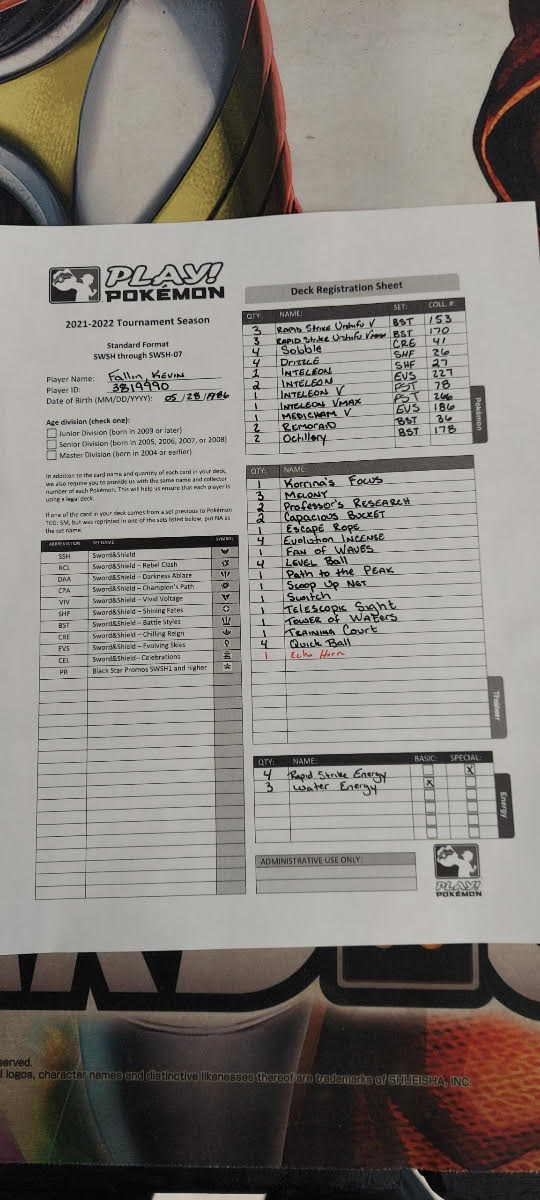 PLAY!
POKÉMON
2021-2022 Tournament Season
Standard Format
SWSH through SWSH-07
Player Name: Fallin, Kevin
Player ID: 3819990
Date of Birth (MM/DD/YYYY): 05 / 28 / 1986
Age division (check one):
Junior Division (born in 2009 or later)
Senior Division (born in 2005, 2006, 2007, or 2008)
Master Division (born in 2004 or earlier)
In addition to the card name and quantity of each card in your deck,
we also require you to provide us with the same name and collector
number of each Pokémon. This will help us ensure that each player is
using a legal deck.
If one of the card in your deck comes from a set previous to Pokémon
TCG: SM, but was reprinted in one of the sets listed below, put NA as
the set name.
ABBREVIATION SET NAME SYMBOL
SSH Sword&Shield
RCL Sword&Shield – Rebel Clash
DAA Sword&Shield – Darkness Ablaze
CPA Sword&Shield – Champion's Path
VIV Sword&Shield – Vivid Voltage
SHF Sword&Shield – Shining Fates
BST Sword&Shield – Battle Styles
CRE Sword&Shield – Chilling Reign
EVS Sword&Shield – Evolving Skies
CEL Sword&Shield – Celebrations
PR Black Star Promos SWSH1 and higher
Deck Registration Sheet
QTY: NAME: SET: COLL. #:
3 Rapid Strike Urshifu V BST 153
3 Rapid Strike Urshifu Vmax BST 170
4 Sobble CRE 41
4 Drizzle SHF 26
1 Inteleon SHF 27
2 Inteleon EVS 227
1 Inteleon V FST 78
1 Inteleon Vmax FST 266
1 Medicham V EVS 186
2 Remoraid BST 36
2 Octillery BST 178
Pokémon
QTY: NAME:
1 Korrina's Focus
3 Melony
2 Professor's Research
2 Capacious Bucket
1 Escape Rope
4 Evolution Incense
1 Fan of Waves
4 Level Ball
1 Path to the Peak
1 Scoop Up Net
1 Switch
1 Telescopic Sight
1 Tower of Waters
1 Training Court
4 Quick Ball
1 Echo Horn
Trainer
QTY: NAME: BASIC: SPECIAL:
4 Rapid Strike Energy X
3 Water Energy X
Energy
ADMINISTRATIVE USE ONLY:
PLAY!
POKÉMON
served.
l logos, character names and distinctive likenesses thereof are trademarks of SHUEISHA, INC.